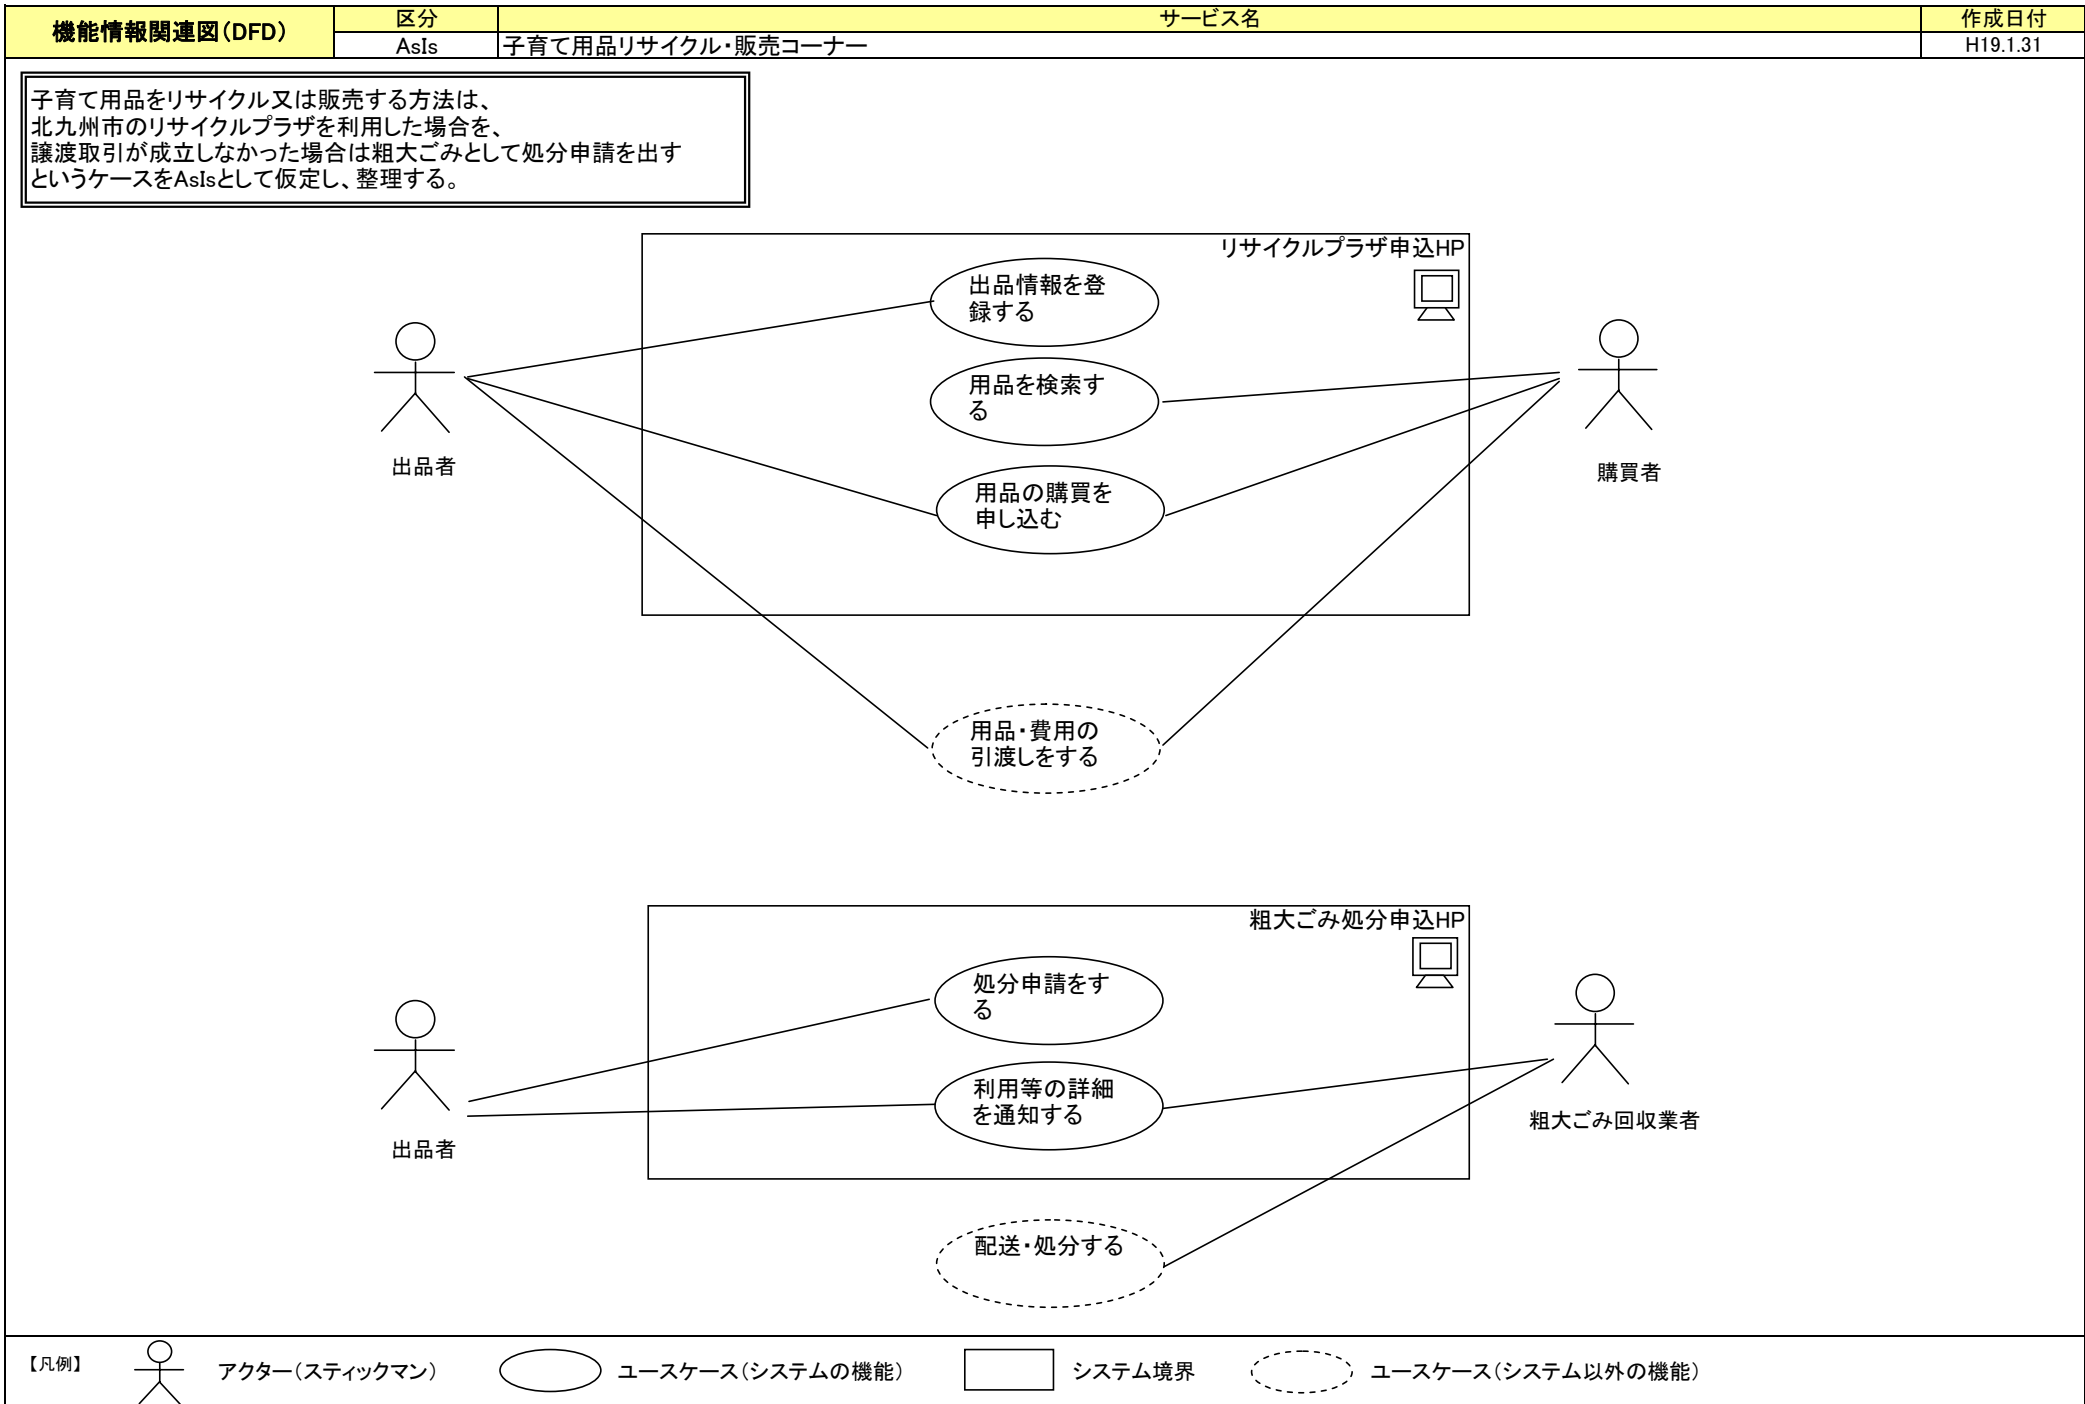 機能情報関連図(DFD)
区分
サービス名
作成日付
AsIs
子育て用品リサイクル・販売コーナー
H19.1.31
子育て用品をリサイクル又は販売する方法は、
北九州市のリサイクルプラザを利用した場合を、
譲渡取引が成立しなかった場合は粗大ごみとして処分申請を出す
というケースをAsIsとして仮定し、整理する。
リサイクルプラザ申込HP
出品情報を登
録する
用品を検索す
る
出品者
購買者
用品の購買を
申し込む
用品・費用の
引渡しをする
粗大ごみ処分申込HP
処分申請をす
る
利用等の詳細
を通知する
出品者
粗大ごみ回収業者
配送・処分する
【凡例】
アクター(スティックマン)
ユースケース(システムの機能)
システム境界
ユースケース(システム以外の機能)